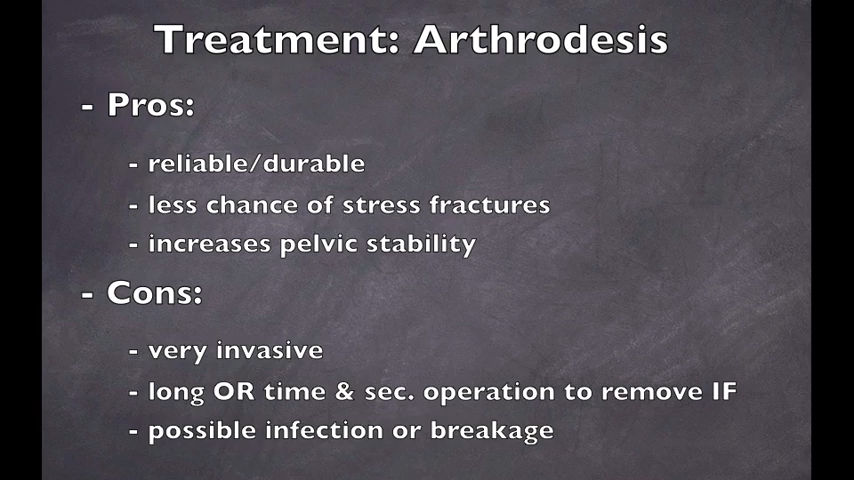 Treatment: Arthrodesis
- Pros:
- reliable/durable
- less chance of stress fractures
- increases pelvic stability
- Cons:
- very invasive
- long OR time & sec. operation to remove IF
- possible infection or breakage